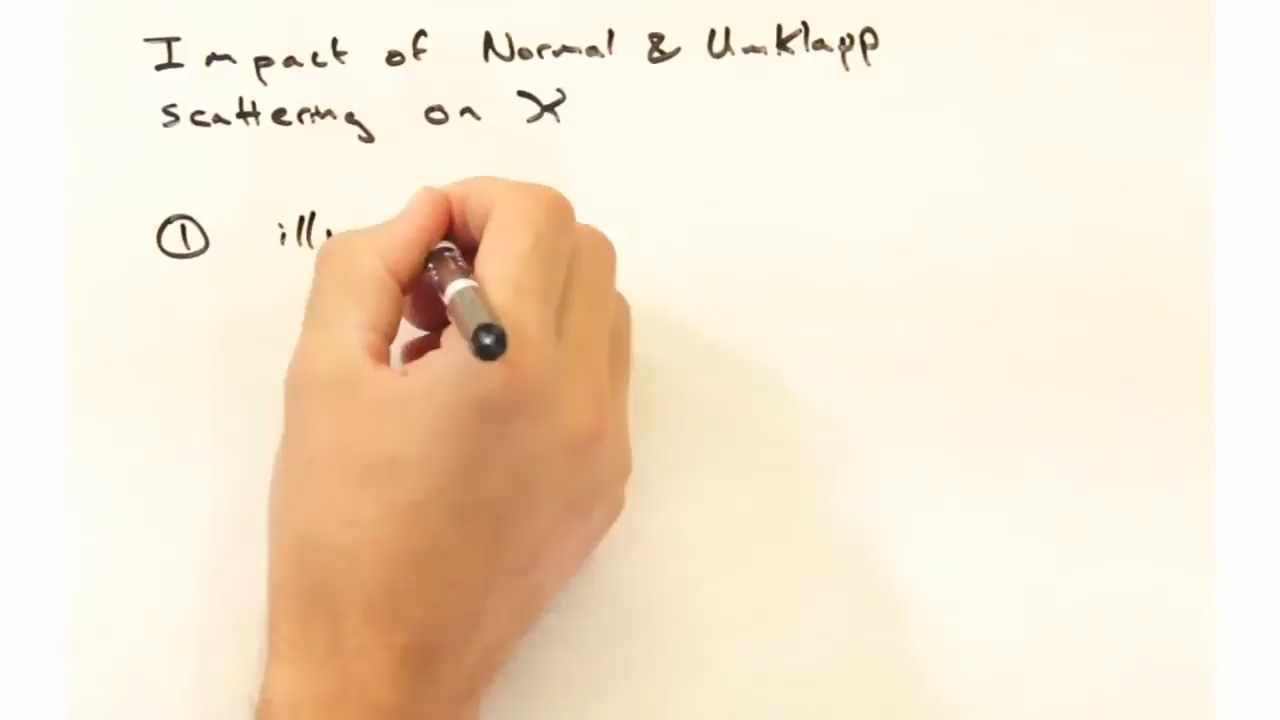 Impact of Normal & Umklapp
scattering on X
① ill